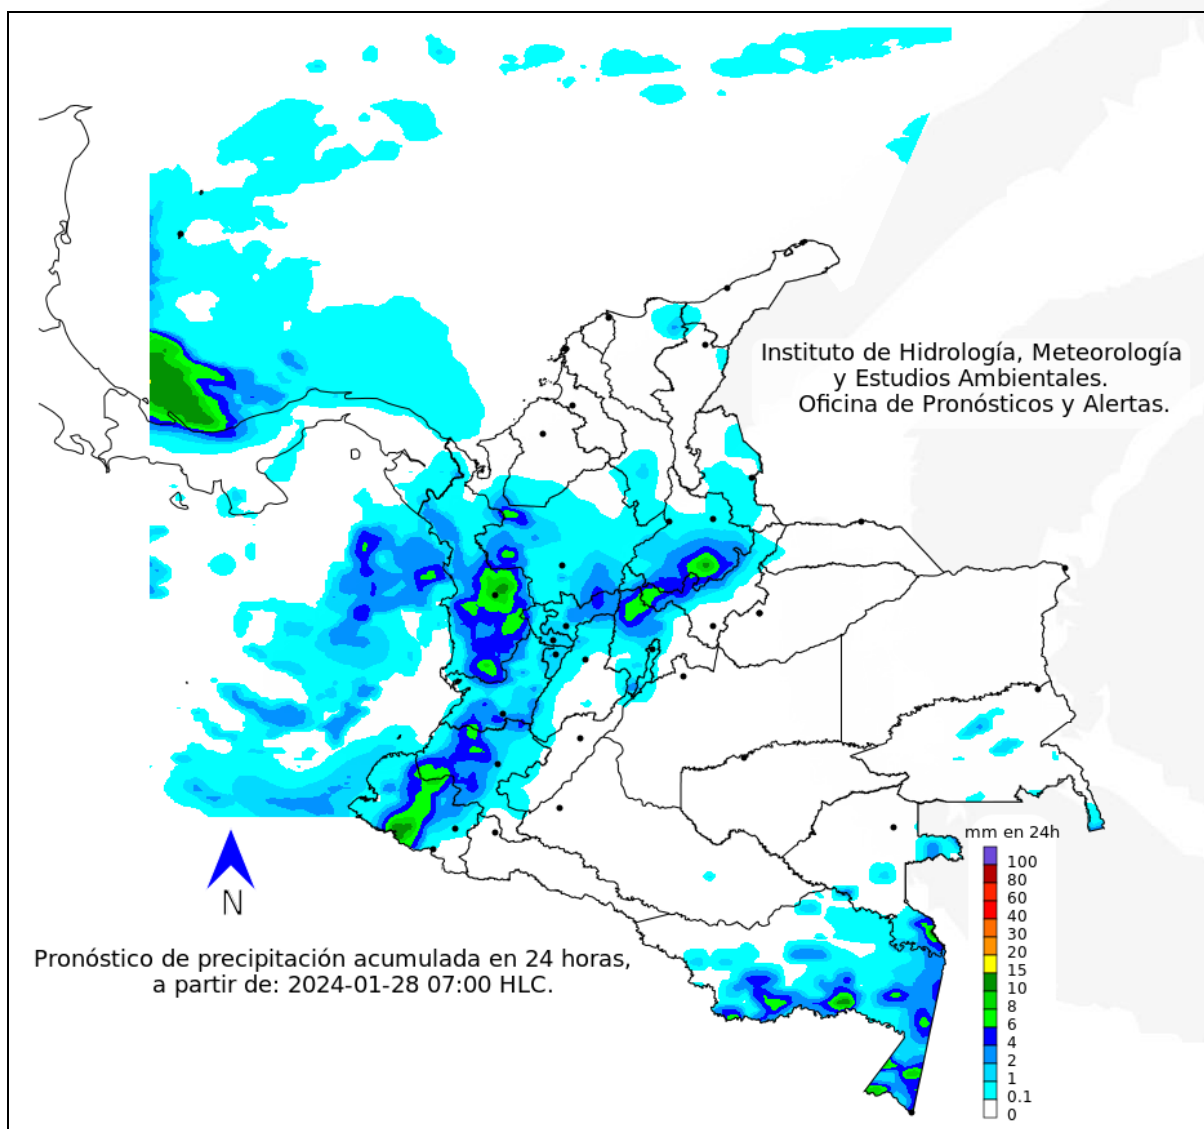 Instituto de Hidrología, Meteorología
y Estudios Ambientales.
Oficina de Pronósticos y Alertas.
mm en 24h
100
80
60
40
30
20
15
10
8
6
4
2
1
0.1
0
N
Pronóstico de precipitación acumulada en 24 horas,
a partir de: 2024-01-28 07:00 HLC.